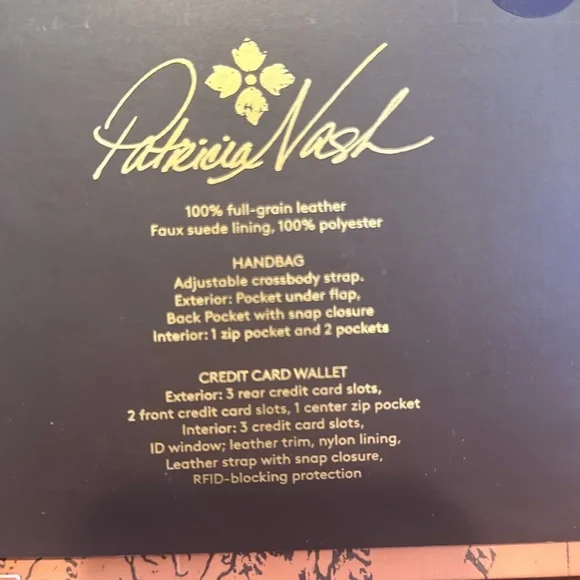 Patricia Nash
100% full-grain leather
Faux suede lining, 100% polyester
HANDBAG
Adjustable crossbody strap.
Exterior: Pocket under flap,
Back Pocket with snap closure
Interior: 1 zip pocket and 2 pockets
CREDIT CARD WALLET
Exterior: 3 rear credit card slots,
2 front credit card slots, 1 center zip pocket
Interior: 3 credit card slots,
ID window; leather trim, nylon lining,
Leather strap with snap closure,
RFID-blocking protection